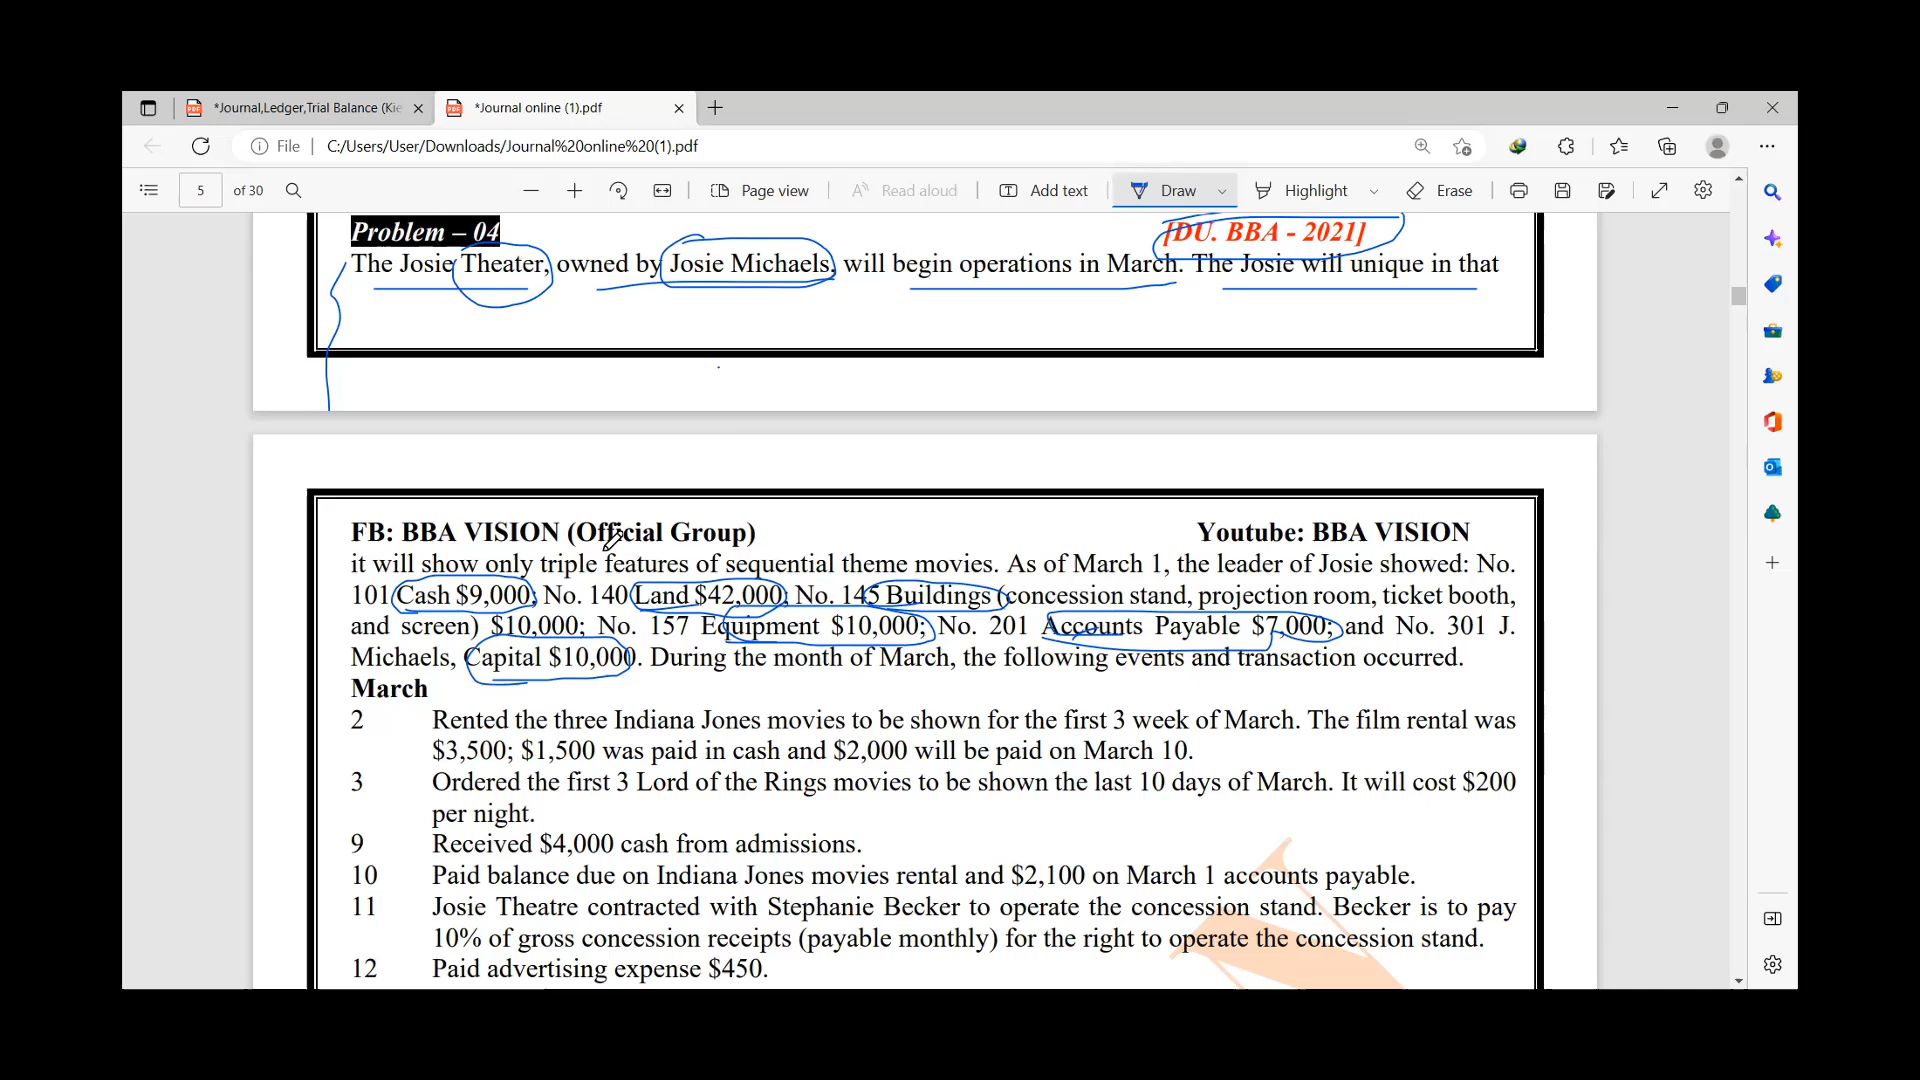 *Journal,Ledger,Trial Balance (Kie
*Journal online (1).pdf
File
C:/Users/User/Downloads/Journal%20online%20(1).pdf
5 of 30
Page view
Read aloud
Add text
Draw
Highlight
Erase
Problem – 04 [DU. BBA - 2021]
The Josie Theater, owned by Josie Michaels, will begin operations in March. The Josie will unique in that
FB: BBA VISION (Official Group) Youtube: BBA VISION
it will show only triple features of sequential theme movies. As of March 1, the leader of Josie showed: No.
101 Cash $9,000; No. 140 Land $42,000; No. 145 Buildings (concession stand, projection room, ticket booth,
and screen) $10,000; No. 157 Equipment $10,000; No. 201 Accounts Payable $7,000; and No. 301 J.
Michaels, Capital $10,000. During the month of March, the following events and transaction occurred.
March
2 Rented the three Indiana Jones movies to be shown for the first 3 week of March. The film rental was
$3,500; $1,500 was paid in cash and $2,000 will be paid on March 10.
3 Ordered the first 3 Lord of the Rings movies to be shown the last 10 days of March. It will cost $200
per night.
9 Received $4,000 cash from admissions.
10 Paid balance due on Indiana Jones movies rental and $2,100 on March 1 accounts payable.
11 Josie Theatre contracted with Stephanie Becker to operate the concession stand. Becker is to pay
10% of gross concession receipts (payable monthly) for the right to operate the concession stand.
12 Paid advertising expense $450.